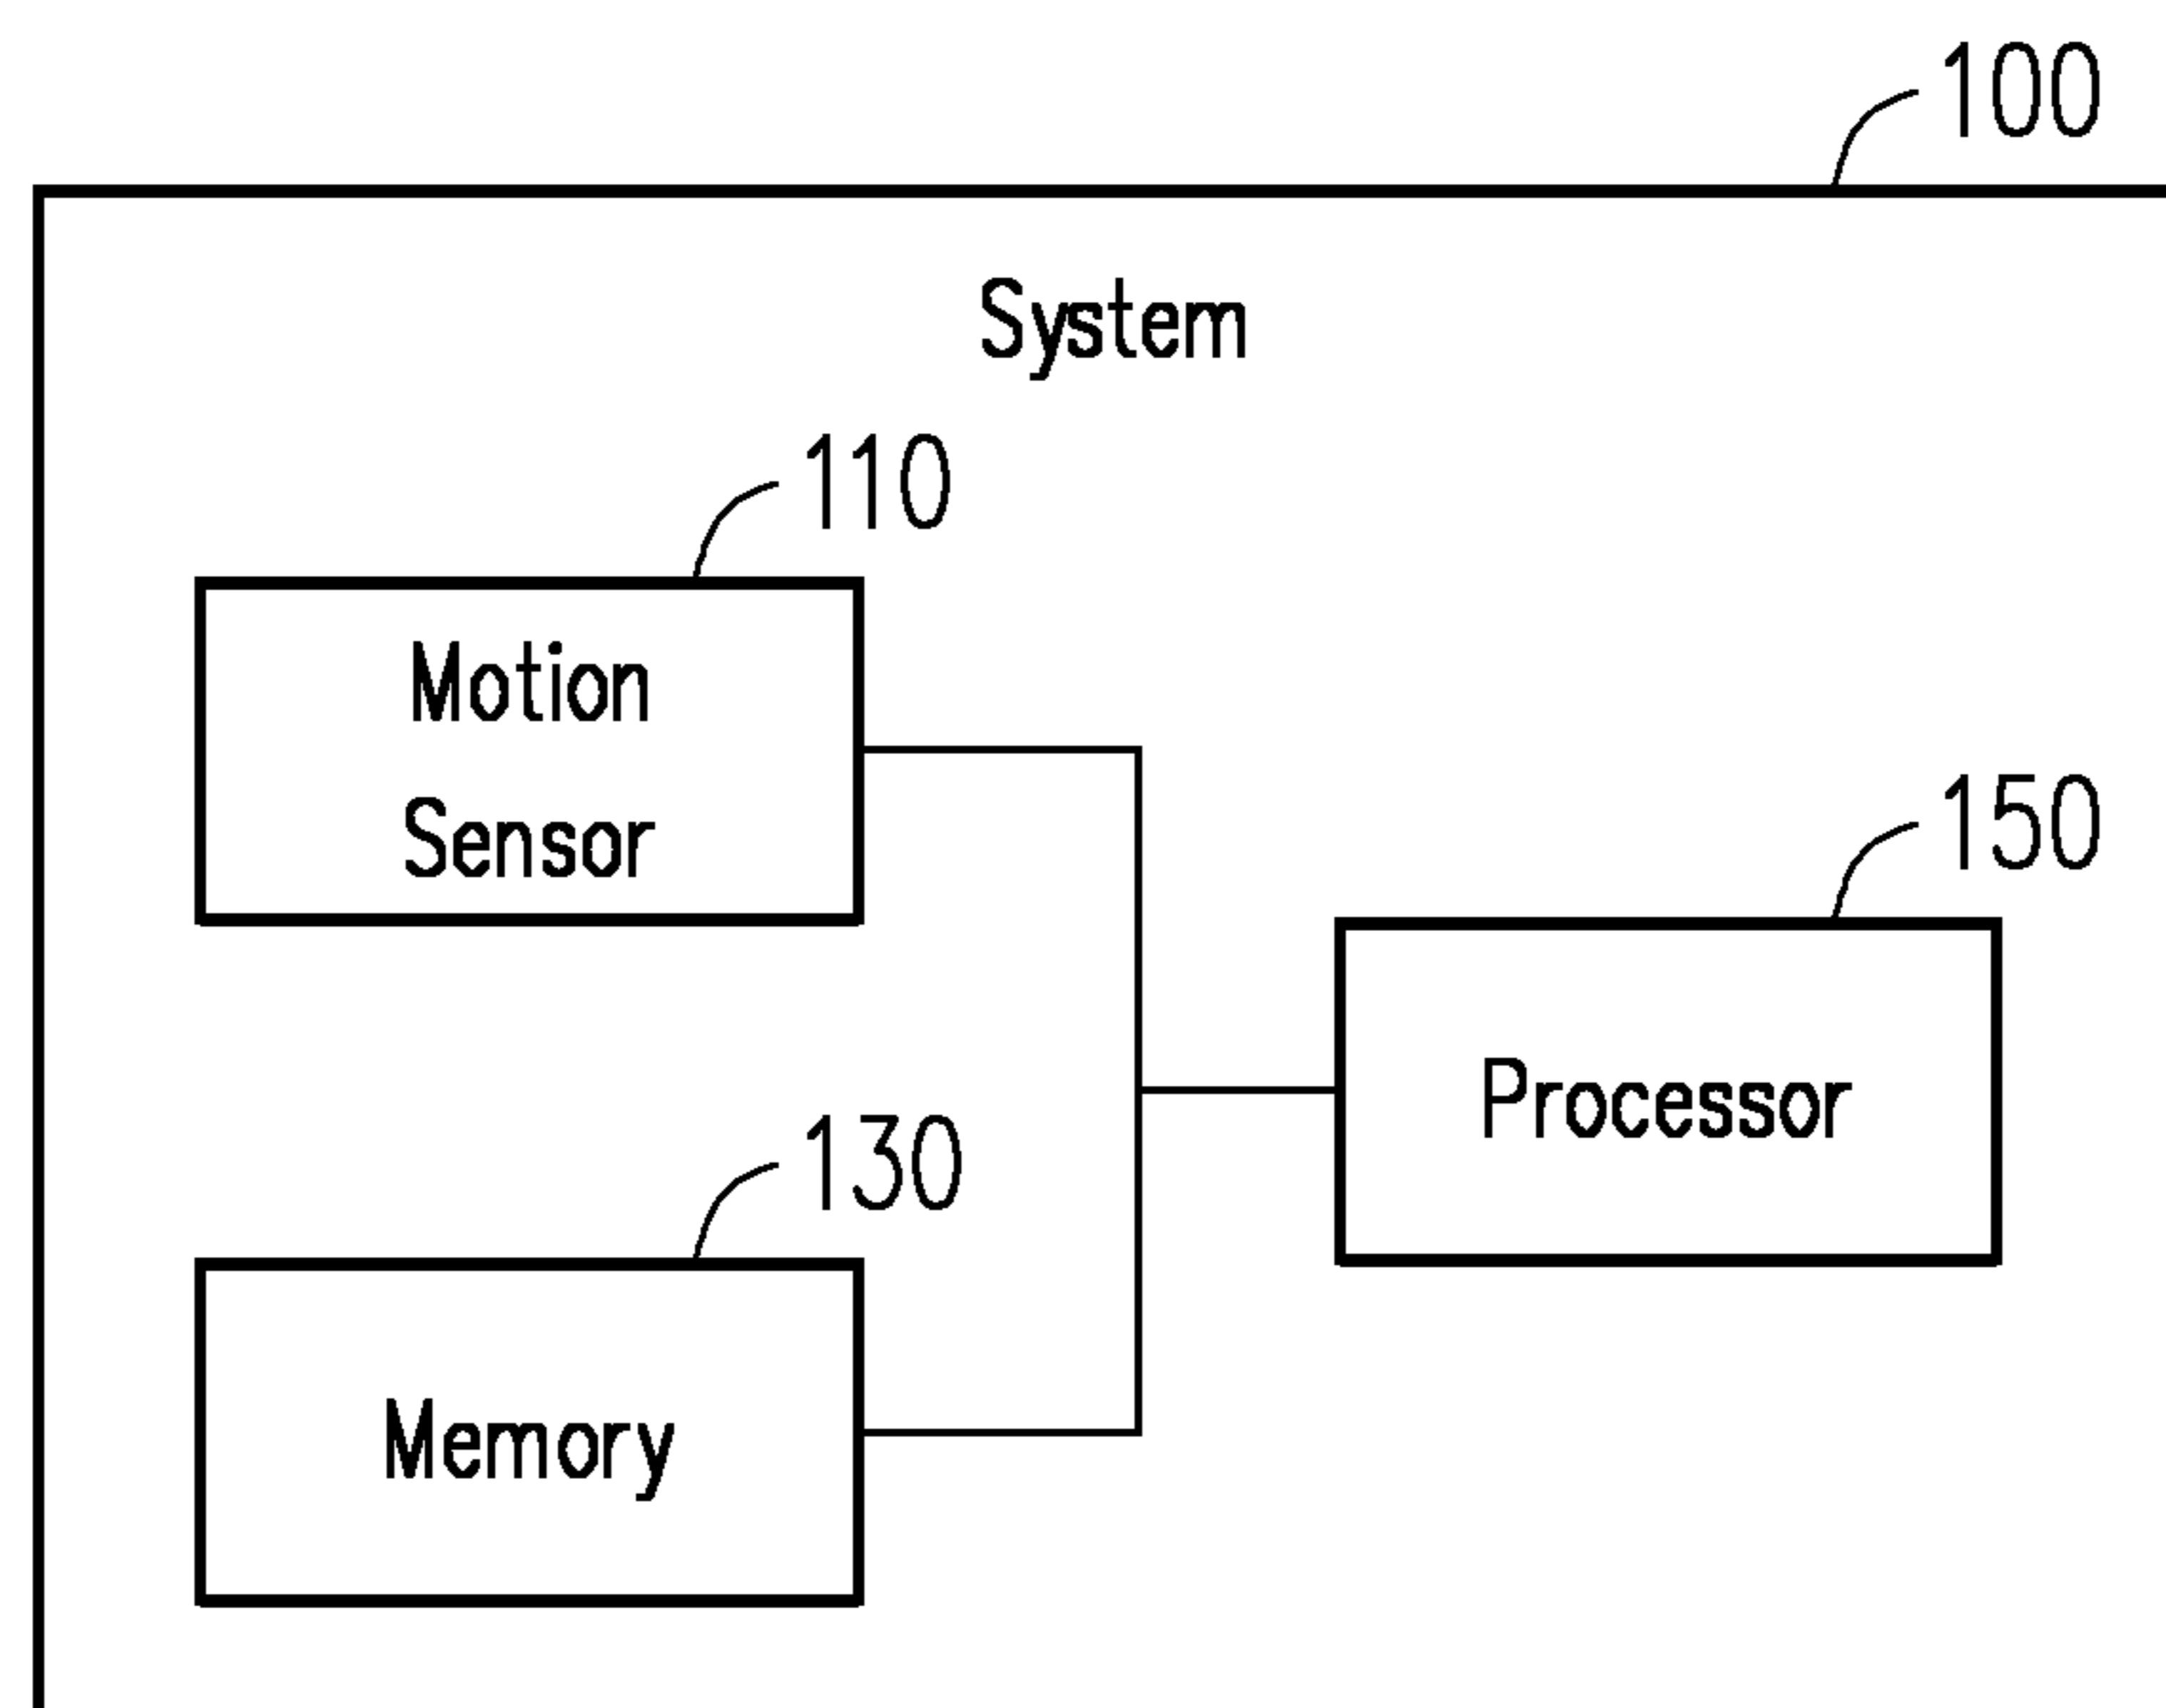 100
System
110
Motion
Sensor
150
Processor
130
Memory